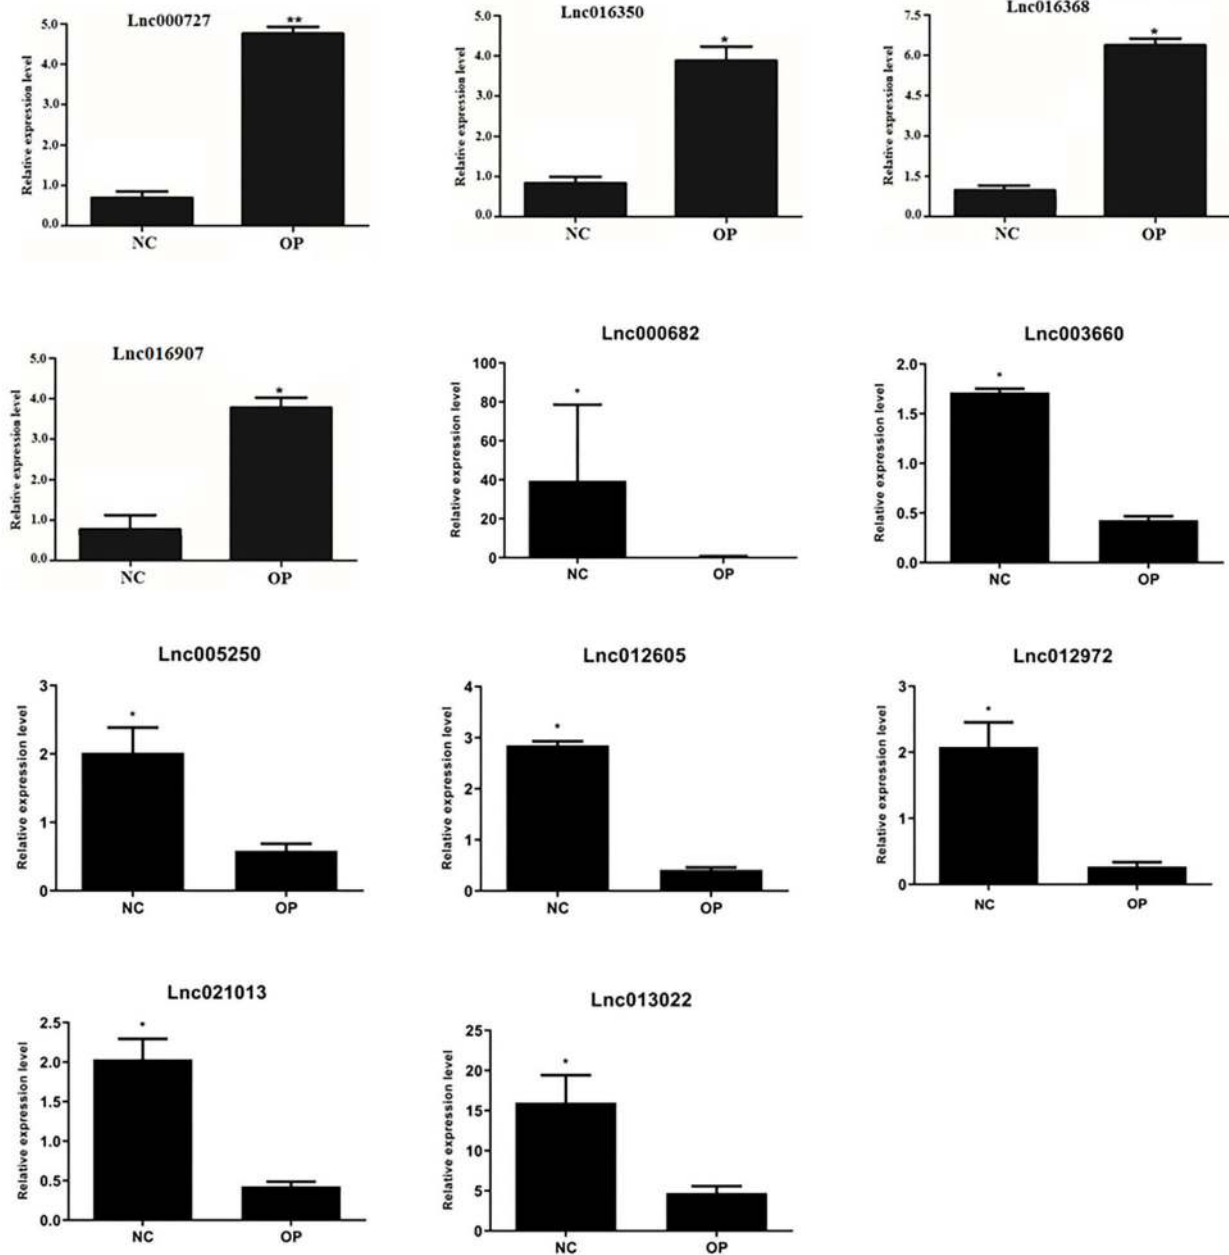 Lnc000727
**
Relative expression level
5.0
4.0
3.0
2.0
1.0
0.0
NC
OP
Lnc016350
*
Relative expression level
5.0
4.0
3.0
2.0
1.0
0.0
NC
OP
Lnc016368
*
Relative expression level
7.5
6.0
4.5
3.0
1.5
0.0
NC
OP
Lnc016907
*
Relative expression level
5.0
4.0
3.0
2.0
1.0
0.0
NC
OP
Lnc000682
*
Relative expression level
100
80
60
40
20
0
NC
OP
Lnc003660
*
Relative expression level
2.0
1.5
1.0
0.5
0.0
NC
OP
Lnc005250
*
Relative expression level
3
2
1
0
NC
OP
Lnc012605
*
Relative expression level
4
3
2
1
0
NC
OP
Lnc012972
*
Relative expression level
3
2
1
0
NC
OP
Lnc021013
*
Relative expression level
2.5
2.0
1.5
1.0
0.5
0.0
NC
OP
Lnc013022
*
Relative expression level
25
20
15
10
5
0
NC
OP